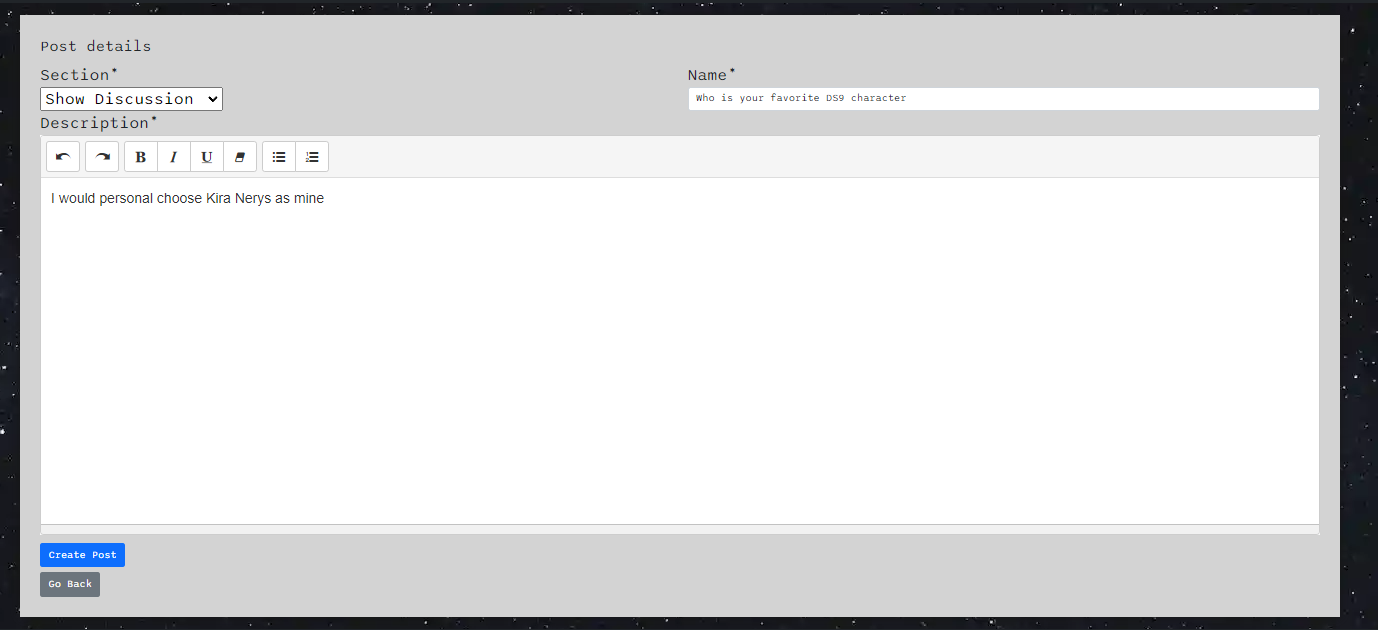 Post details
Section*
Name*
Show Discussion
Who is your favorite DS9 character
Description*
B I U
I would personal choose Kira Nerys as mine
Create Post
Go Back